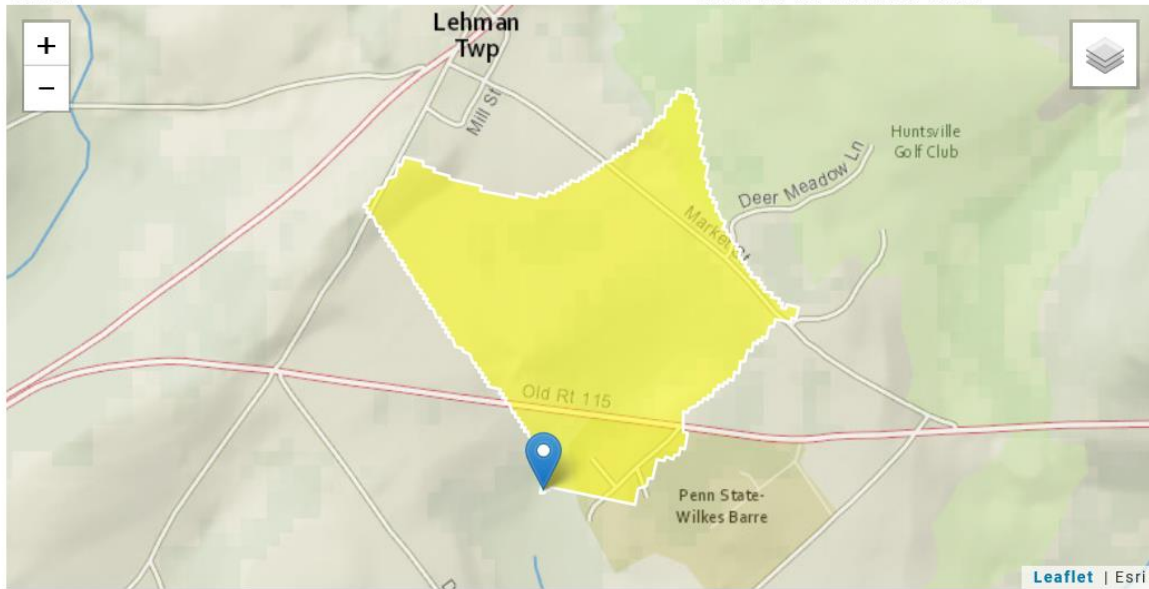 +
−
Lehman
Twp
Mill St
Huntsville
Golf Club
Deer Meadow Ln
Market St
Old Rt 115
Penn State-
Wilkes Barre
Leaflet | Esri